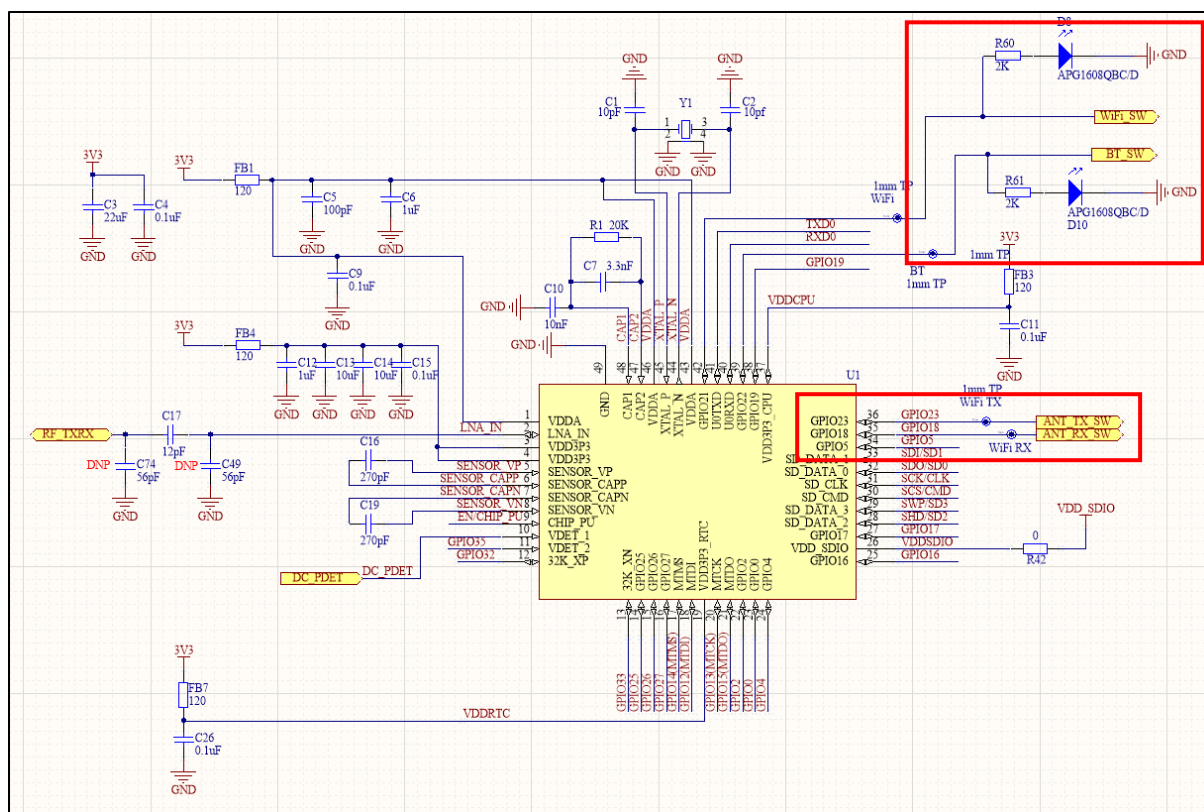 D8
R60
2K
APG1608QBC/D
GND
WiFi_SW
BT_SW
R61
2K
APG1608QBC/D
D10
GND
1mm TP
WiFi
BT
1mm TP
1mm TP
GND
GND
C1
10pF
C2
10pf
Y1
1
2
3
4
GND
GND
3V3
C3
22uF
C4
0.1uF
GND
GND
3V3
FB1
120
C5
100pF
C6
1uF
GND
GND
C9
0.1uF
GND
R1 20K
C7 3.3nF
C10
10nF
GND
GND
TXD0
RXD0
GPIO19
VDDCPU
3V3
FB3
120
C11
0.1uF
GND
CAP1
CAP2
VDDA
XTAL_P
XTAL_N
VDDA
49
48
47
46
45
44
43
42
41
40
39
38
37
3V3
FB4
120
C12
1uF
C13
10uF
C14
10uF
C15
0.1uF
GND
GND
GND
GND
U1
GND
CAP1
CAP2
VDDA
XTAL_P
XTAL_N
VDDA
GPIO21
U0TXD
U0RXD
GPIO22
GPIO19
VDD3P3_CPU
RF_TXRX
C17
12pF
DNP
C74
56pF
GND
DNP
C49
56pF
GND
LNA_IN
C16
270pF
C19
270pF
SENSOR_VP
SENSOR_CAPP
SENSOR_CAPN
SENSOR_VN
EN/CHIP_PU
GPIO35
GPIO32
DC_PDET
DC_PDET
1
2
3
4
5
6
7
8
9
10
11
12
VDDA
LNA_IN
VDD3P3
VDD3P3
SENSOR_VP
SENSOR_CAPP
SENSOR_CAPN
SENSOR_VN
CHIP_PU
VDET_1
VDET_2
32K_XP
GPIO23
GPIO18
GPIO5
SD_DATA_1
SD_DATA_0
SD_CLK
SD_CMD
SD_DATA_3
SD_DATA_2
GPIO17
VDD_SDIO
GPIO16
36
35
34
33
32
31
30
29
28
27
26
25
GPIO23
GPIO18
GPIO5
SDI/SD1
SDO/SD0
SCK/CLK
SCS/CMD
SWP/SD3
SHD/SD2
GPIO17
VDDSDIO
GPIO16
1mm TP
WiFi TX
WiFi RX
ANT_TX_SW
ANT_RX_SW
VDD_SDIO
0
R42
32K_XN
GPIO25
GPIO26
GPIO27
MTMS
MTDI
VDD3P3_RTC
MTCK
MTDO
GPIO2
GPIO0
GPIO4
13
14
15
16
17
18
19
20
21
22
23
24
GPIO33
GPIO25
GPIO26
GPIO27
GPIO14(MTMS)
GPIO12(MTDI)
GPIO13(MTCK)
GPIO15(MTDO)
GPIO2
GPIO0
GPIO4
3V3
FB7
120
VDDRTC
C26
0.1uF
GND